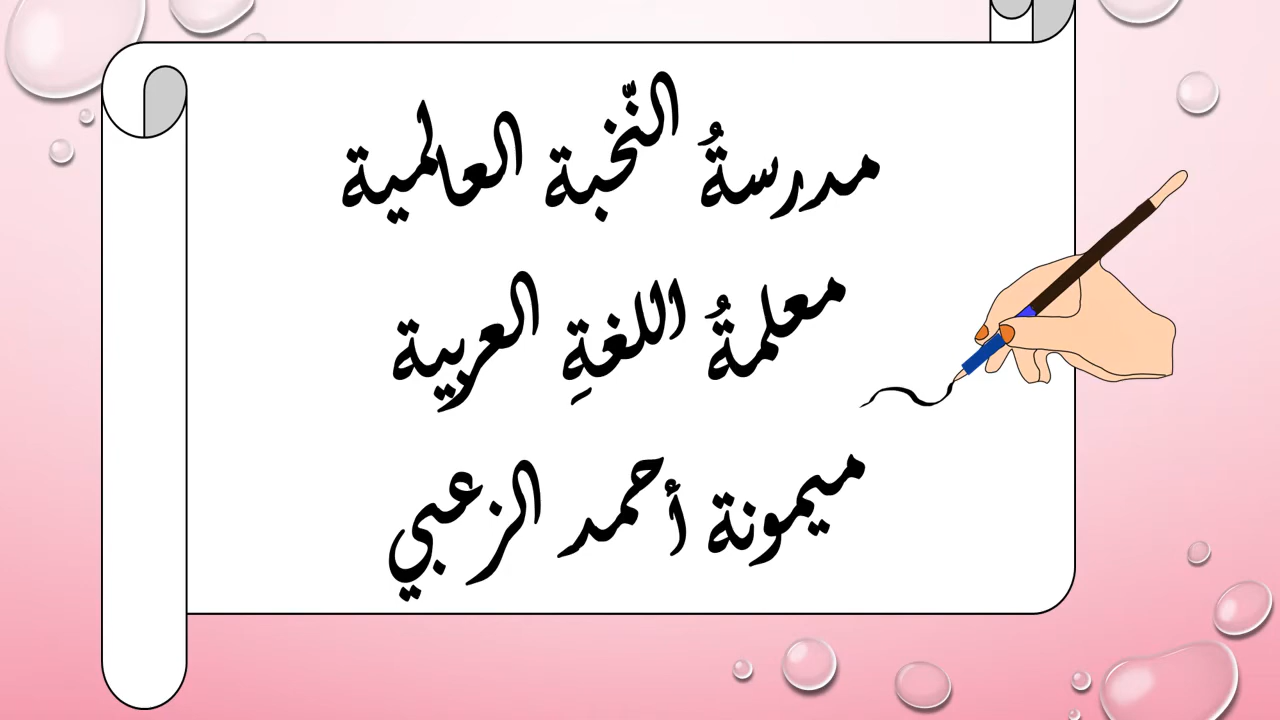 مدرسةُ النّخبة العالمية
معلمةُ اللغةِ العربية
ميمونة أحمد الزعبي